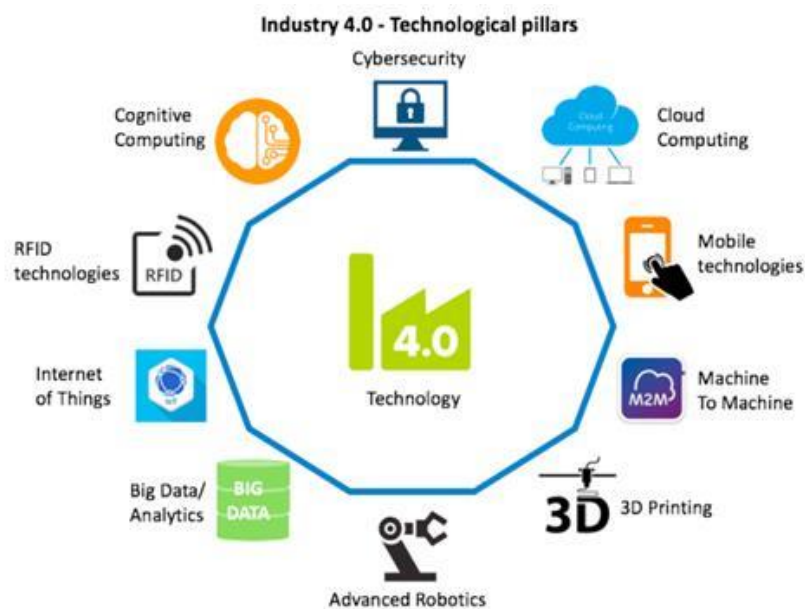 Industry 4.0 - Technological pillars
Cybersecurity
Cognitive
Computing
Cloud
Computing
Cloud
Computing
RFID
technologies
RFID
Mobile
technologies
4.0
Technology
Internet
of Things
IoT
M2M
Machine
To Machine
Big Data/
Analytics
BIG
DATA
3D
3D Printing
Advanced Robotics